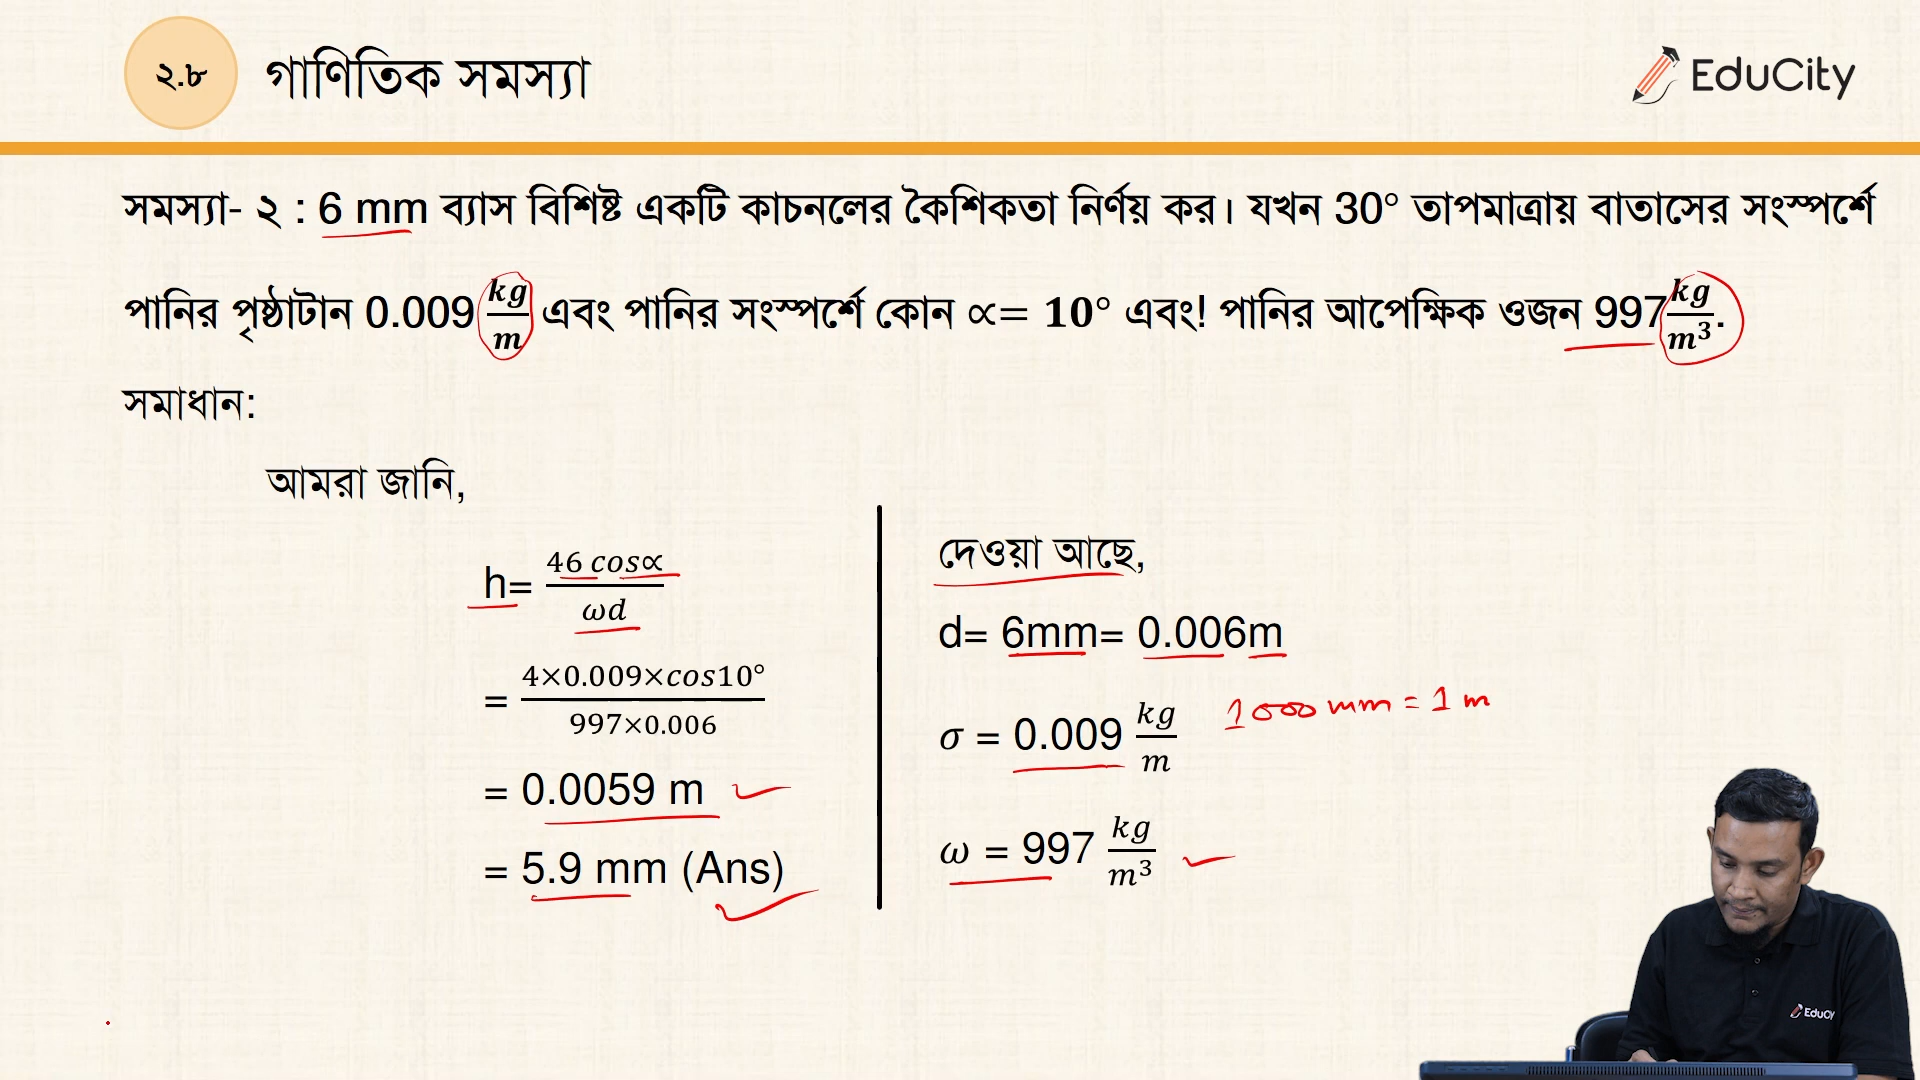 ২.৮ গাণিতিক সমস্যা
EduCity
সমস্যা- ২ : 6 mm ব্যাস বিশিষ্ট একটি কাচনলের কৈশিকতা নির্ণয় কর। যখন 30° তাপমাত্রায় বাতাসের সংস্পর্শে
পানির পৃষ্ঠাটান 0.009 kg/m এবং পানির সংস্পর্শে কোন ∝= 10° এবং! পানির আপেক্ষিক ওজন 997 kg/m³.
সমাধান:
আমরা জানি,
h= 46 cos∝ / ωd
= 4×0.009×cos10° / 997×0.006
= 0.0059 m
= 5.9 mm (Ans)
দেওয়া আছে,
d= 6mm= 0.006m
σ = 0.009 kg/m
1000 mm = 1 m
ω = 997 kg/m³
EduCity